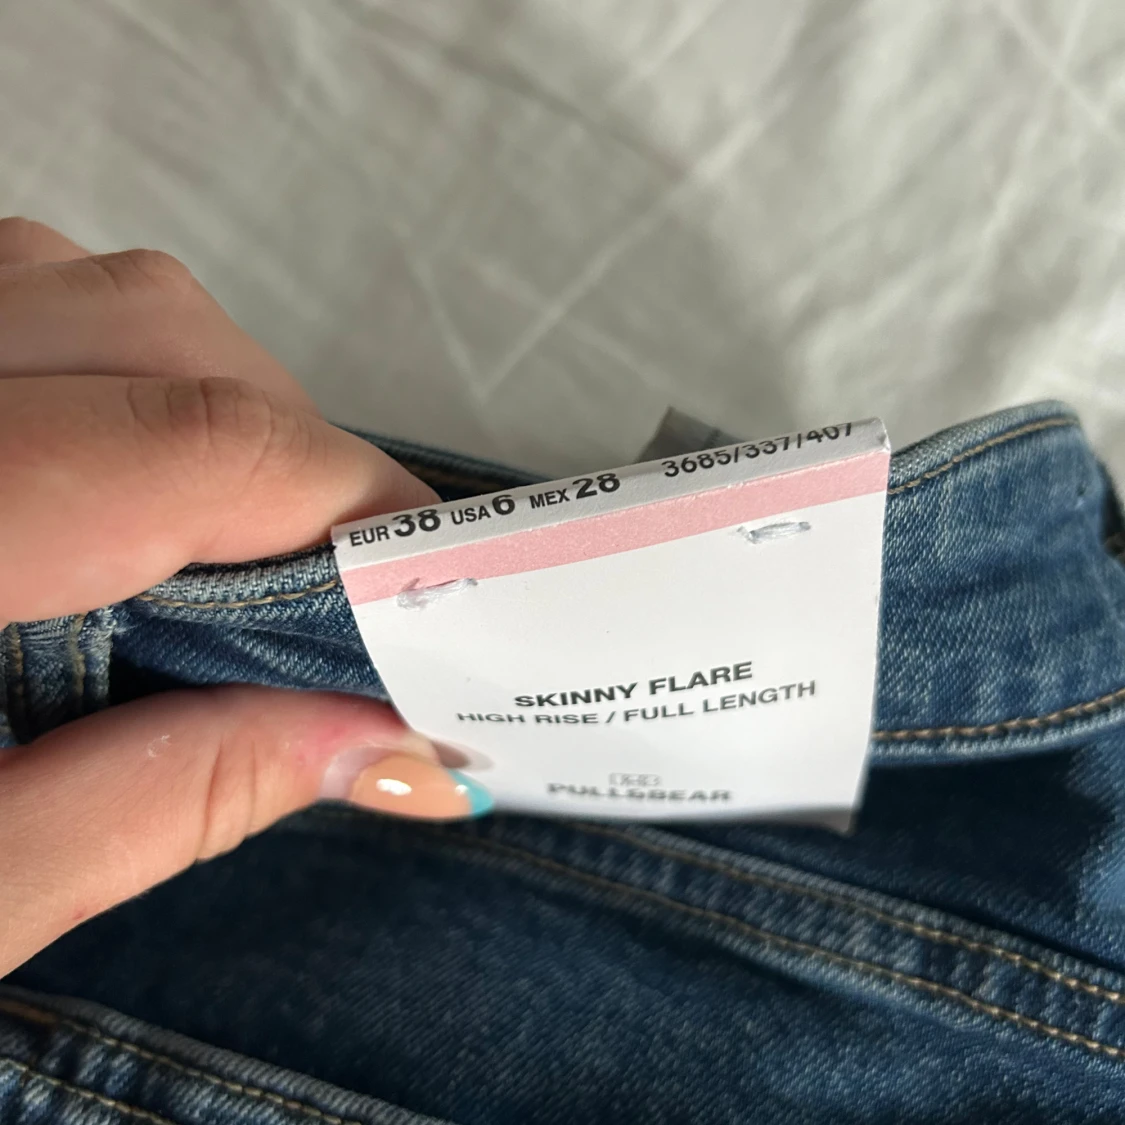 EUR 38 USA 6 MEX 28 3685/337/407
SKINNY FLARE
HIGH RISE / FULL LENGTH
PULL&BEAR